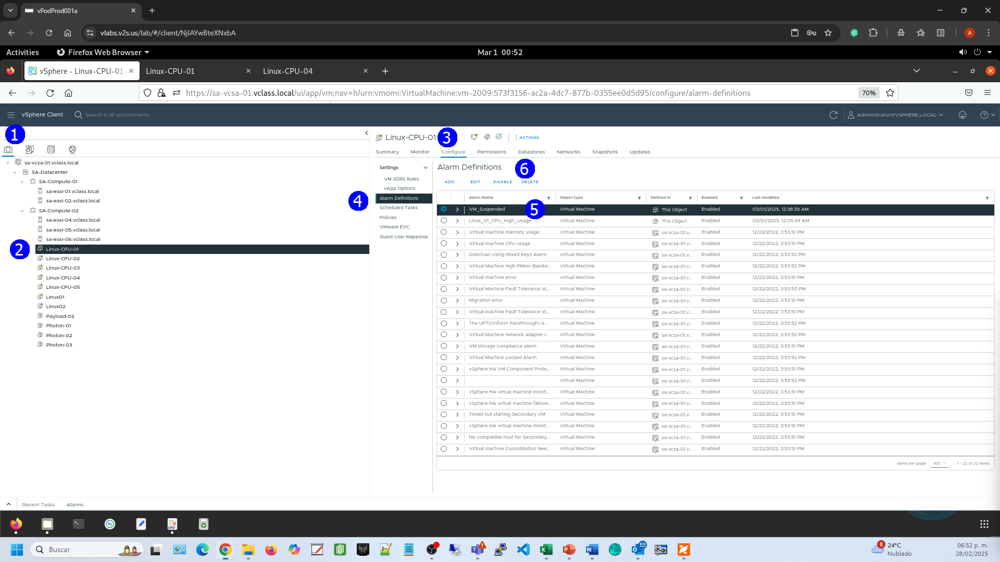 vPodProd001a
vlabs.v2s.us/lab/#/client/NjIAYwBteXNxbA
A
Activities
Firefox Web Browser
Mar 1 00:52
vSphere - Linux-CPU-01 -
Linux-CPU-01
Linux-CPU-04
https://sa-vcsa-01.vclass.local/ui/app/vm;nav=h/urn:vmomi:VirtualMachine:vm-2009:573f3156-ac2a-4dc7-877b-0355ee0d5d95/configure/alarm-definitions
70%
vSphere Client
Search in all environments
Administrator@VSPHERE.LOCAL
1
sa-vcsa-01.vclass.local
SA-Datacenter
SA-Compute-01
sa-esxi-01.vclass.local
sa-esxi-02.vclass.local
SA-Compute-02
sa-esxi-04.vclass.local
sa-esxi-05.vclass.local
sa-esxi-06.vclass.local
2
Linux-CPU-01
Linux-CPU-02
Linux-CPU-03
Linux-CPU-04
Linux-CPU-05
Linux01
Linux02
Payload-02
Photon-01
Photon-02
Photon-03
Linux-CPU-01
3
ACTIONS
Summary Monitor Configure Permissions Datastores Networks Snapshots Updates
Settings
VM SDRS Rules
vApp Options
4
Alarm Definitions
Scheduled Tasks
Policies
VMware EVC
Guest User Mappings
Alarm Definitions
6
ADD EDIT DISABLE DELETE
Alarm Name Object type Defined In Enabled Last modified
VM_Suspended 5 Virtual Machine This Object Enabled 03/01/2025, 12:38:39 AM
Linux_01_CPU_High_Usage Virtual Machine This Object Enabled 03/01/2025, 12:05:49 AM
Virtual machine memory usage Virtual Machine sa-vcsa-01.v... Enabled 12/22/2022, 3:53:51 PM
Virtual machine CPU usage Virtual Machine sa-vcsa-01.v... Enabled 12/22/2022, 3:53:51 PM
Diskchain Using Mixed Keys Alarm Virtual Machine sa-vcsa-01.v... Enabled 12/22/2022, 3:53:52 PM
Virtual Machine High PMem Bandw... Virtual Machine sa-vcsa-01.v... Enabled 12/22/2022, 3:53:52 PM
Virtual machine error Virtual Machine sa-vcsa-01.v... Enabled 12/22/2022, 3:53:51 PM
Virtual Machine Fault Tolerance vL... Virtual Machine sa-vcsa-01.v... Enabled 12/22/2022, 3:53:50 PM
Migration error Virtual Machine sa-vcsa-01.v... Enabled 12/22/2022, 3:53:51 PM
Virtual machine Fault Tolerance st... Virtual Machine sa-vcsa-01.v... Enabled 12/22/2022, 3:53:51 PM
The UPT(Uniform Passthrough) is ... Virtual Machine sa-vcsa-01.v... Enabled 12/22/2022, 3:53:52 PM
Virtual Machine network adapter r... Virtual Machine sa-vcsa-01.v... Enabled 12/22/2022, 3:53:52 PM
VM storage compliance alarm Virtual Machine sa-vcsa-01.v... Enabled 12/22/2022, 3:53:51 PM
Virtual Machine Locked Alarm Virtual Machine sa-vcsa-01.v... Enabled 12/22/2022, 3:53:52 PM
vSphere HA VM Component Prote... Virtual Machine sa-vcsa-01.v... Enabled 12/22/2022, 3:53:51 PM
Virtual Machine sa-vcsa-01.v... Enabled 12/22/2022, 3:53:52 PM
vSphere HA virtual machine monit... Virtual Machine sa-vcsa-01.v... Enabled 12/22/2022, 3:53:51 PM
vSphere HA virtual machine failove... Virtual Machine sa-vcsa-01.v... Enabled 12/22/2022, 3:53:51 PM
Timed out starting Secondary VM Virtual Machine sa-vcsa-01.v... Enabled 12/22/2022, 3:53:51 PM
vSphere HA virtual machine monit... Virtual Machine sa-vcsa-01.v... Enabled 12/22/2022, 3:53:51 PM
No compatible host for Secondary... Virtual Machine sa-vcsa-01.v... Enabled 12/22/2022, 3:53:51 PM
Virtual machine Consolidation Nee... Virtual Machine sa-vcsa-01.v... Enabled 12/22/2022, 3:53:51 PM
Items per page 100 1 - 22 of 22 items
Recent Tasks Alarms
Buscar
8
24°C
Nublado
06:52 p. m.
28/02/2025